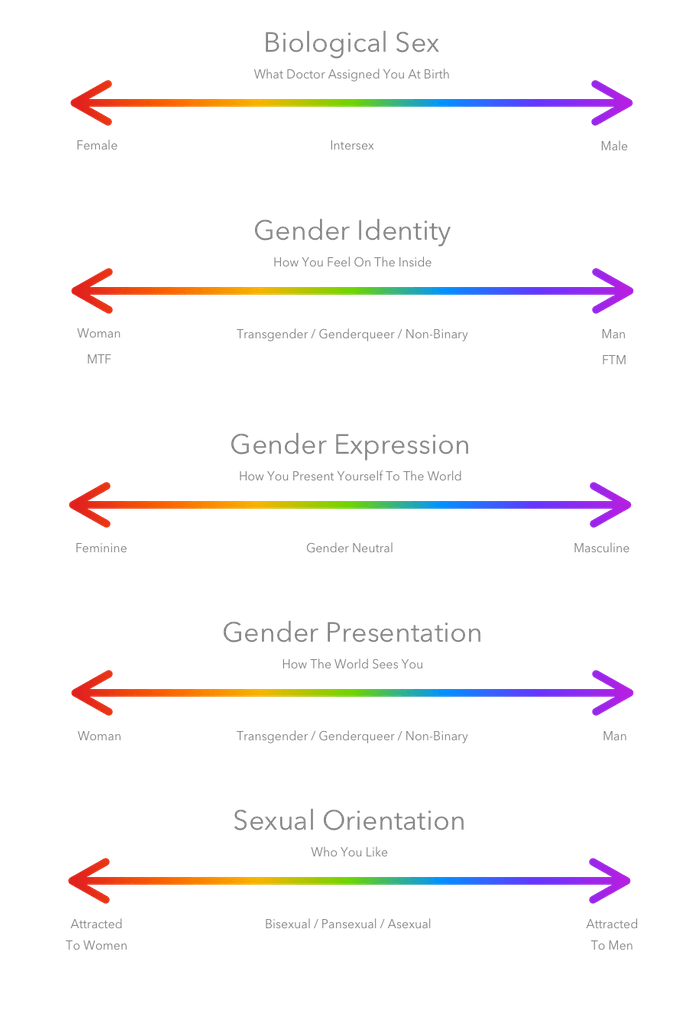 Biological Sex
What Doctor Assigned You At Birth
Female Intersex Male
Gender Identity
How You Feel On The Inside
Woman Transgender / Genderqueer / Non-Binary Man
MTF FTM
Gender Expression
How You Present Yourself To The World
Feminine Gender Neutral Masculine
Gender Presentation
How The World Sees You
Woman Transgender / Genderqueer / Non-Binary Man
Sexual Orientation
Who You Like
Attracted Bisexual / Pansexual / Asexual Attracted
To Women To Men